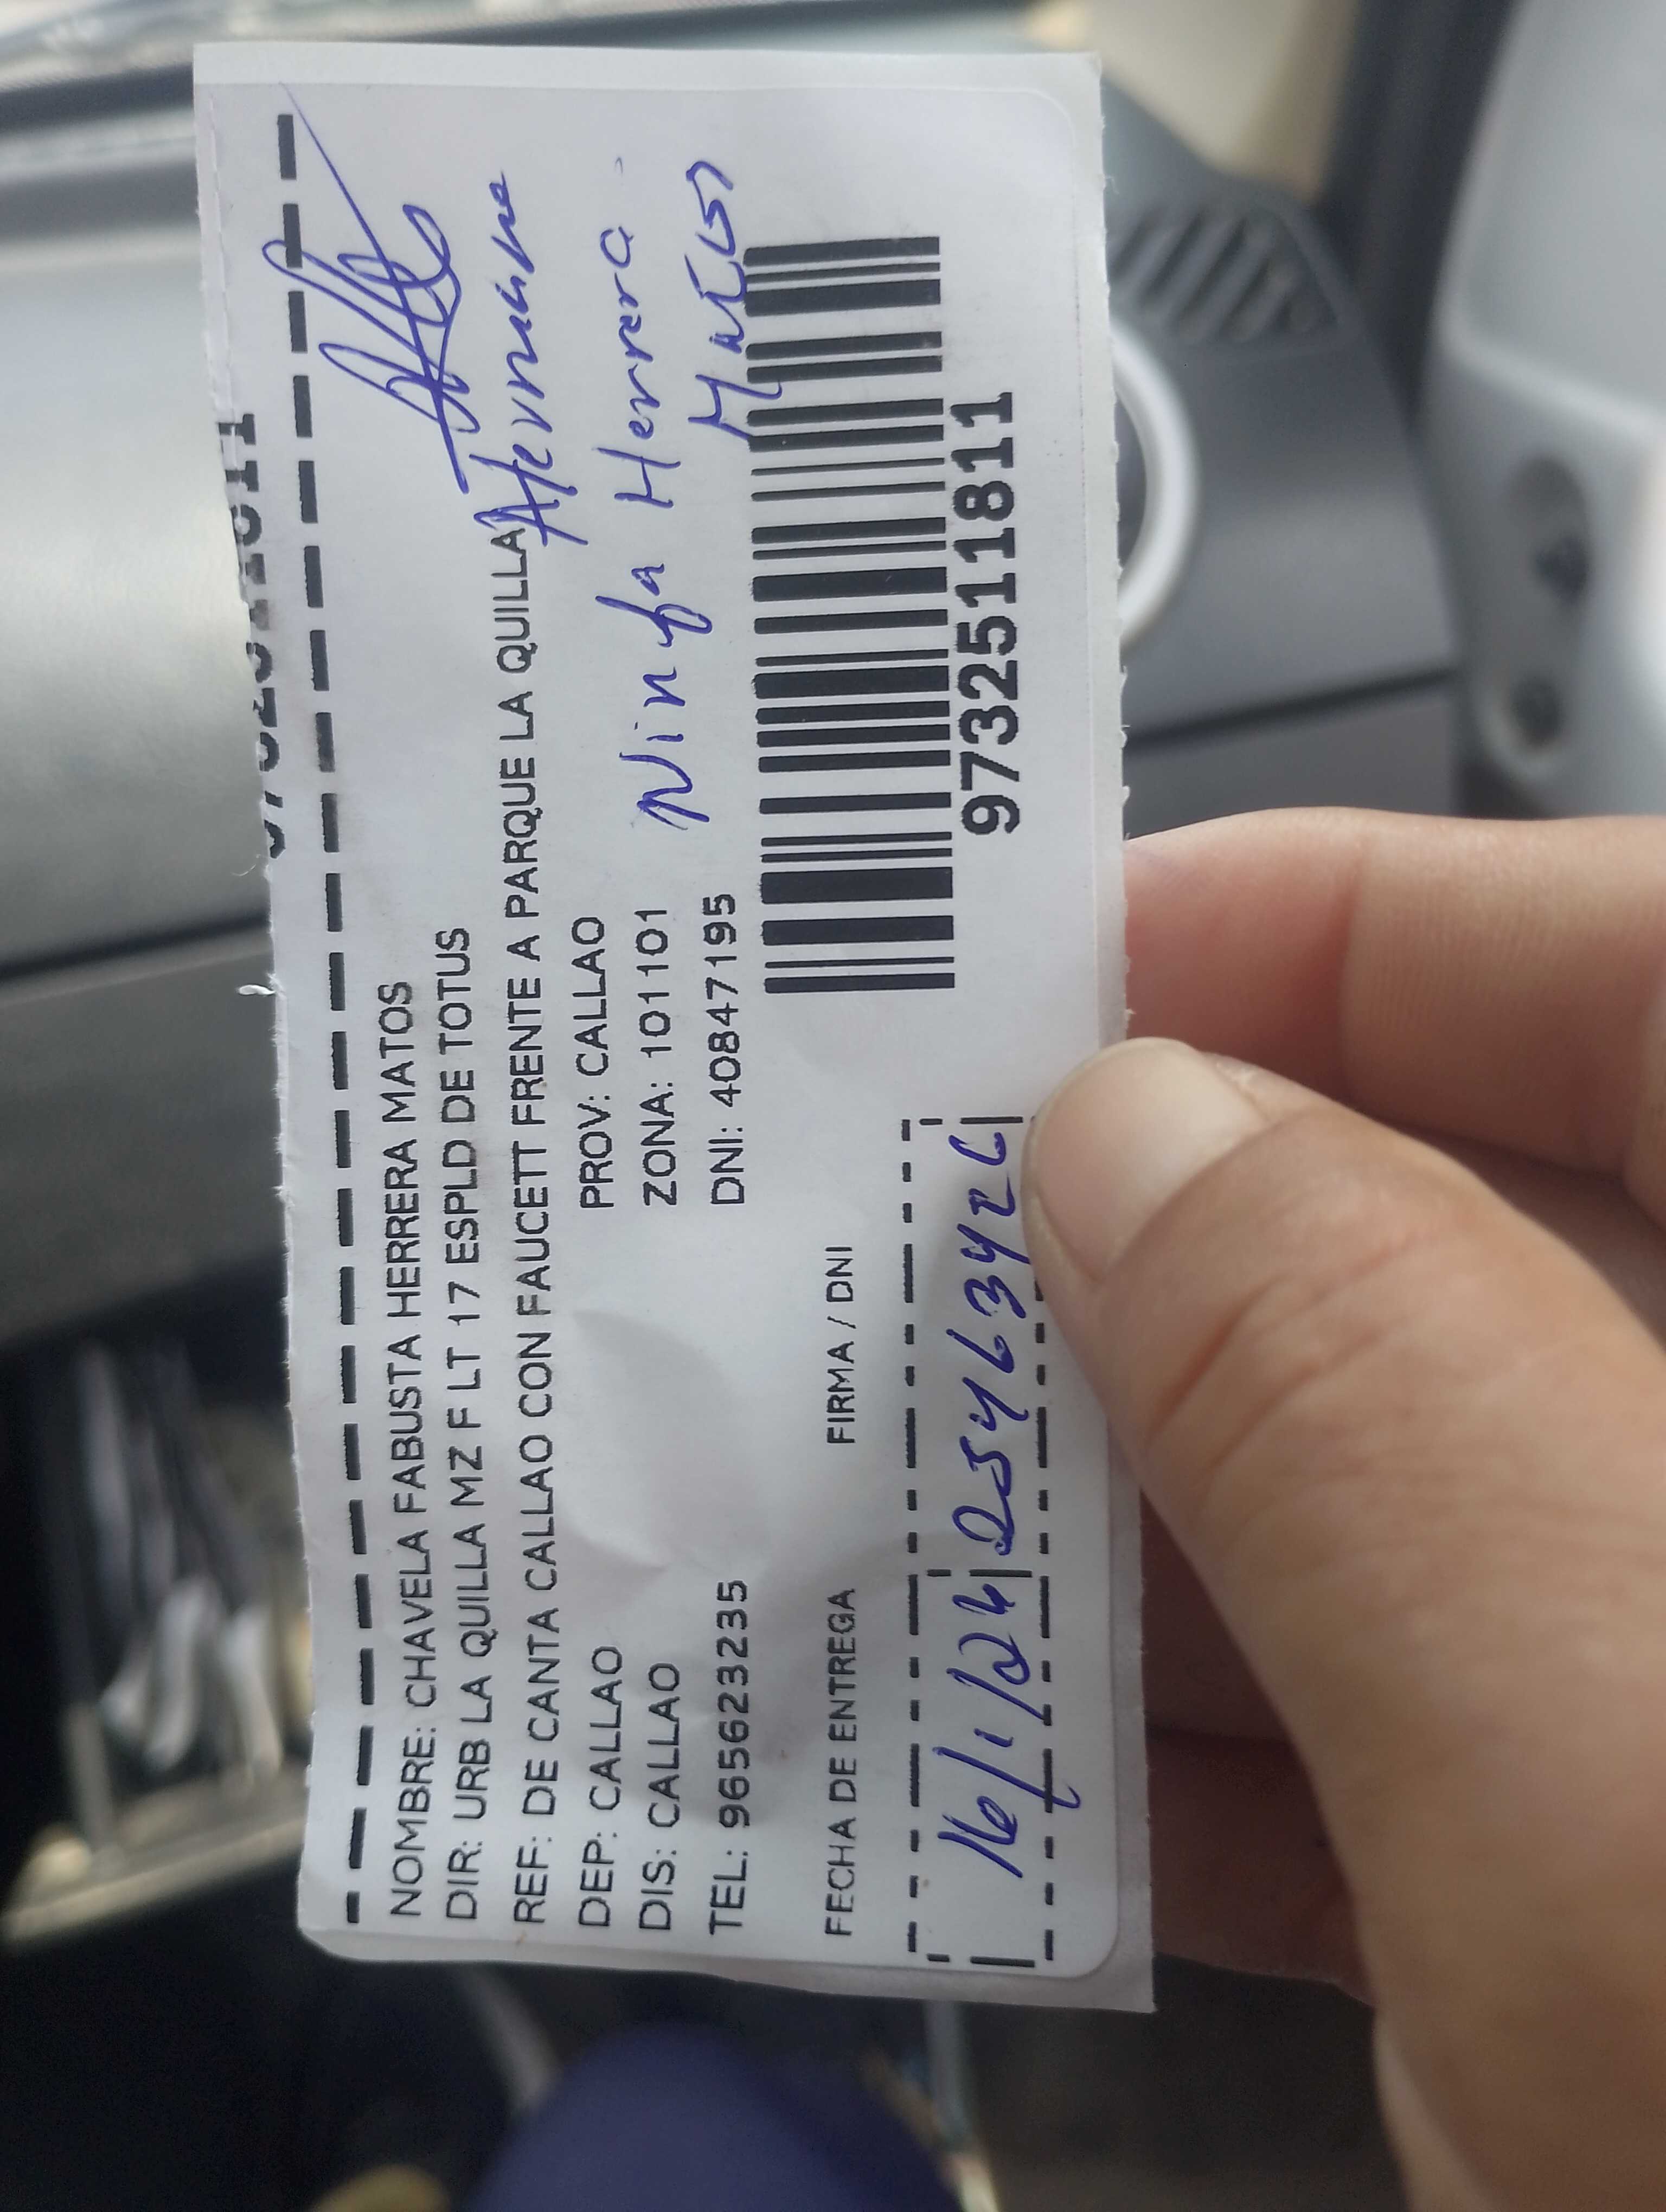 NOMBRE: CHAVELA FABUSTA HERRERA MATOS
DIR: URB LA QUILLA MZ F LT 17 ESPLD DE TOTUS
REF: DE CANTA CALLAO CON FAUCETT FRENTE A PARQUE LA QUILLA
Hermana
DEP: CALLAO PROV: CALLAO
DIS: CALLAO ZONA: 101101
Ninfa Herrera
TEL: 965623235 DNI: 40847195
FECHA DE ENTREGA FIRMA / DNI
16/1/24
9732511811